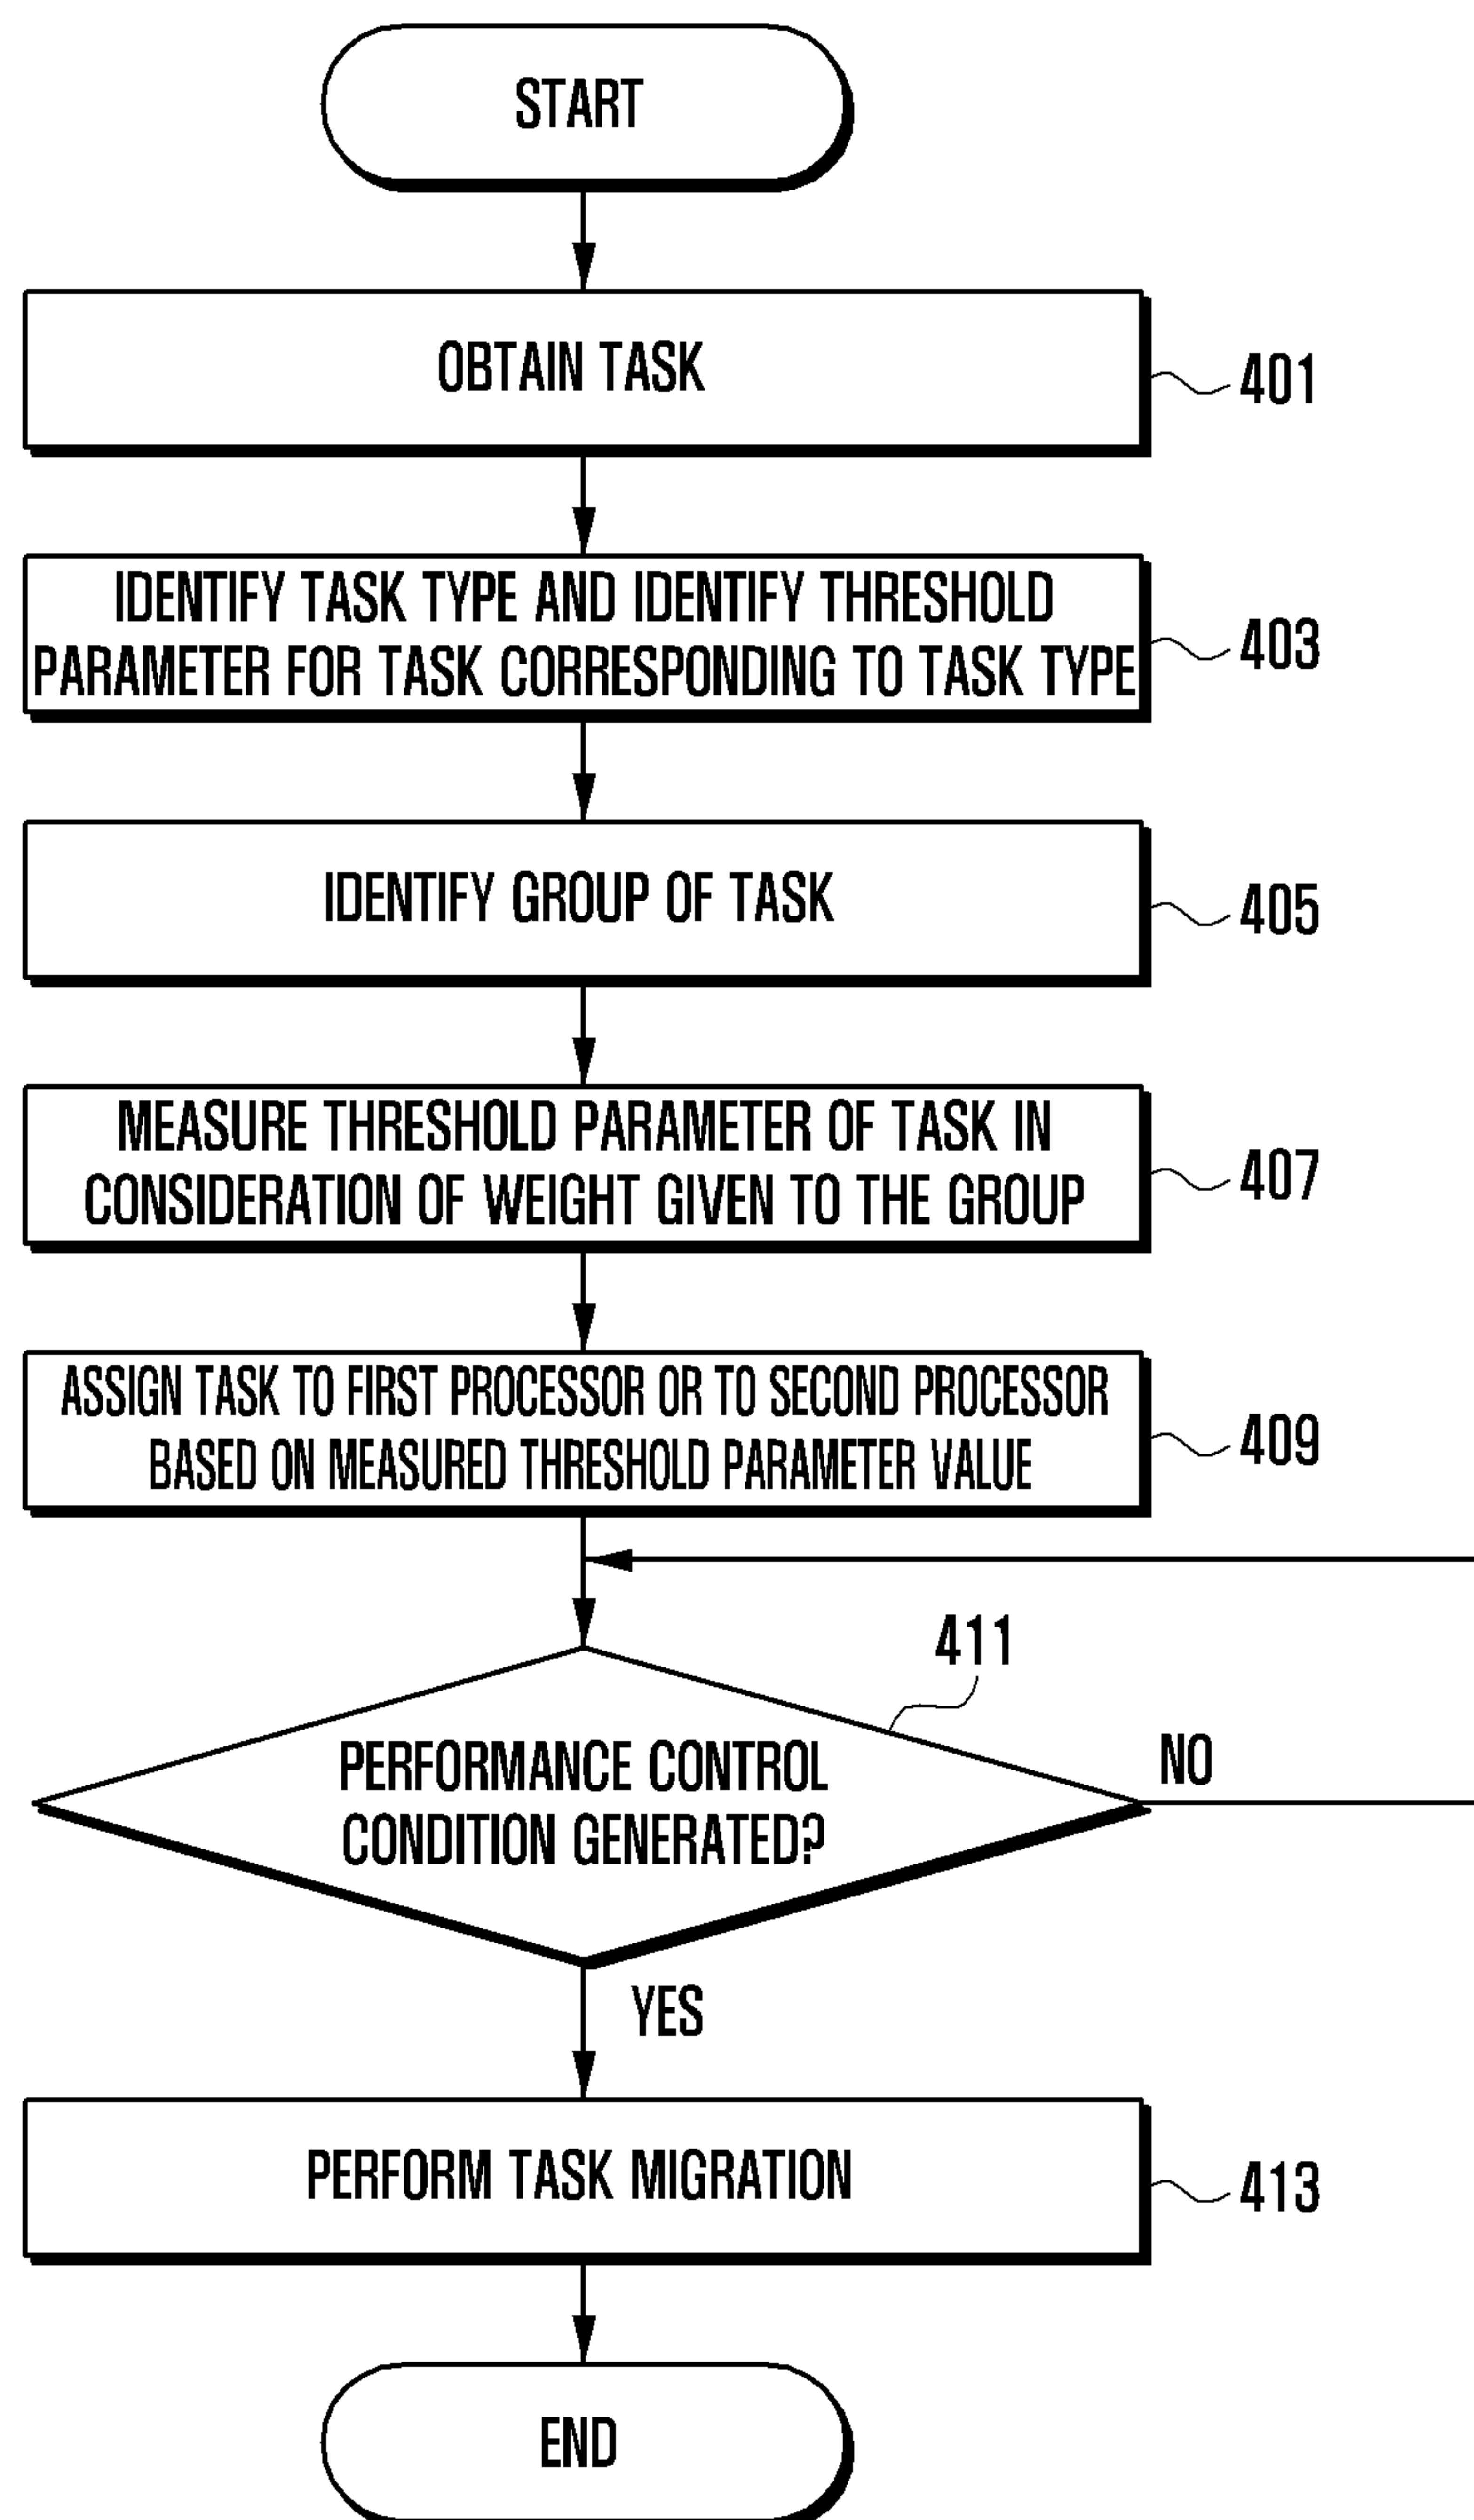 START
OBTAIN TASK
401
IDENTIFY TASK TYPE AND IDENTIFY THRESHOLD
PARAMETER FOR TASK CORRESPONDING TO TASK TYPE
403
IDENTIFY GROUP OF TASK
405
MEASURE THRESHOLD PARAMETER OF TASK IN
CONSIDERATION OF WEIGHT GIVEN TO THE GROUP
407
ASSIGN TASK TO FIRST PROCESSOR OR TO SECOND PROCESSOR
BASED ON MEASURED THRESHOLD PARAMETER VALUE
409
411
PERFORMANCE CONTROL
CONDITION GENERATED?
NO
YES
PERFORM TASK MIGRATION
413
END